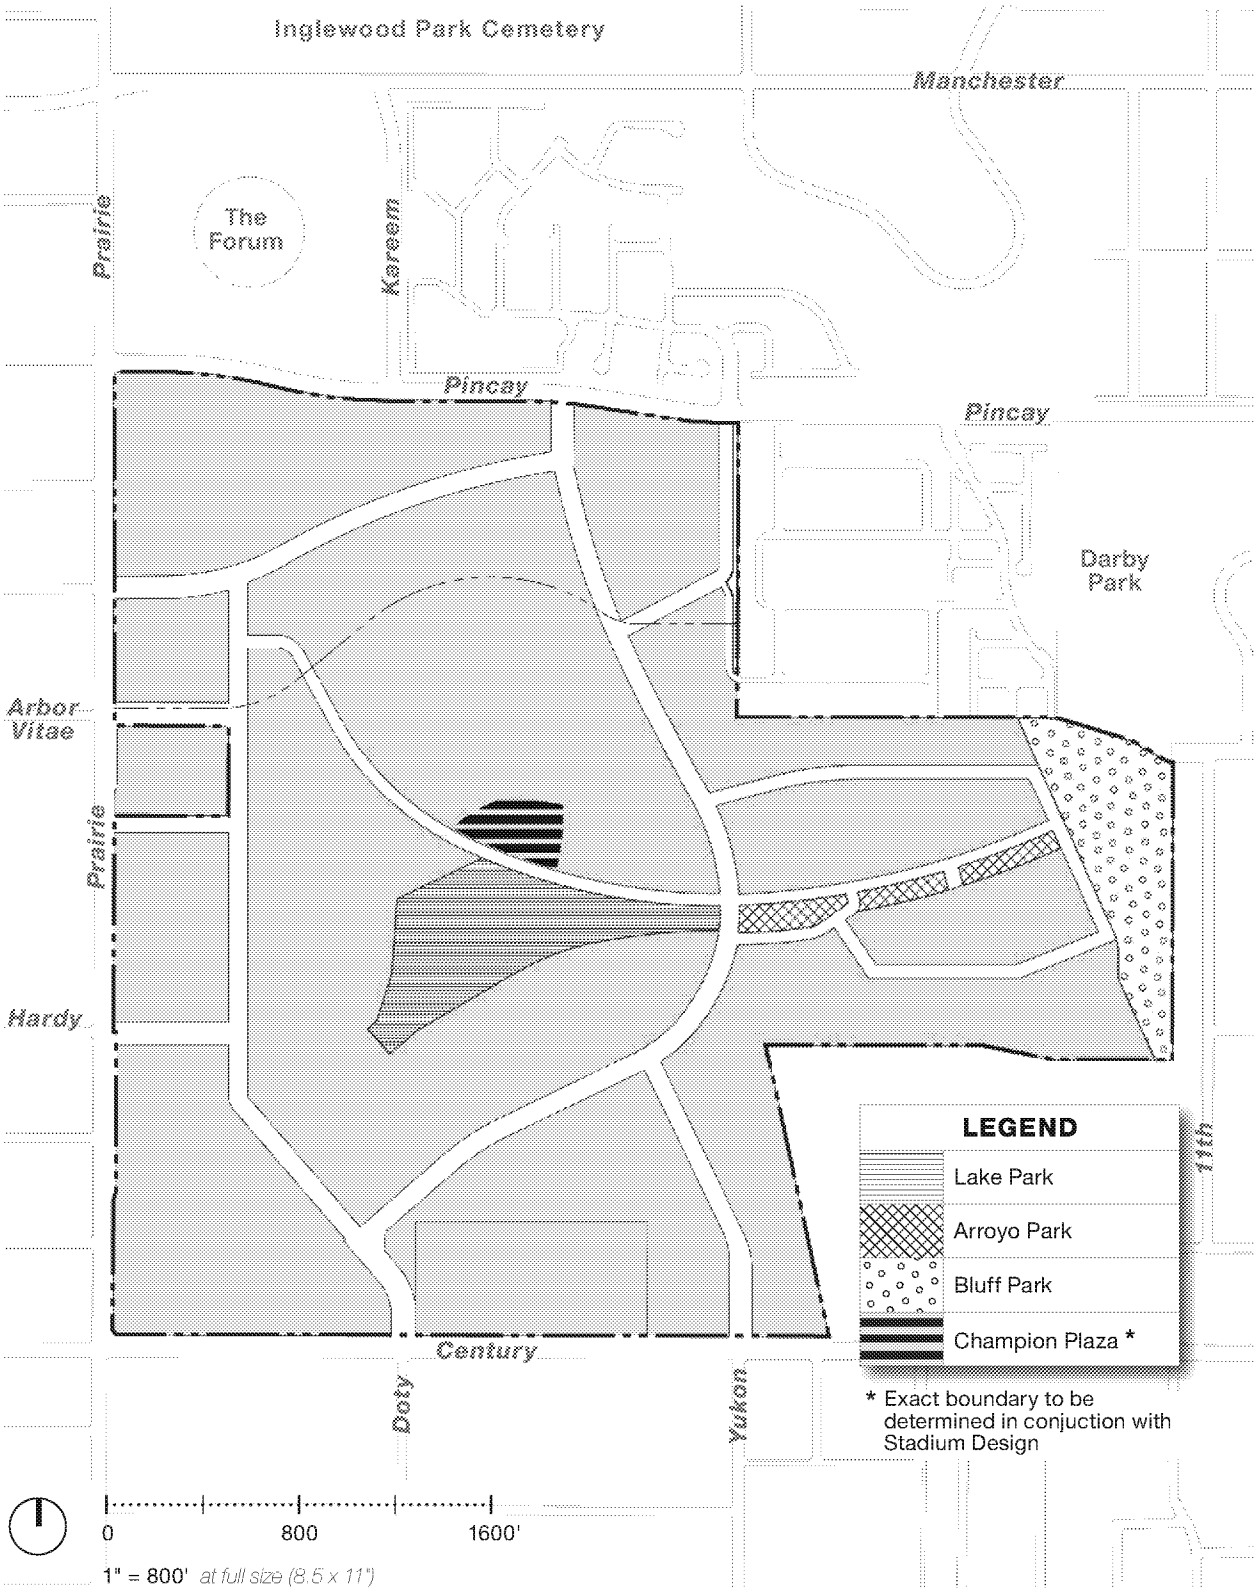 Inglewood Park Cemetery
Manchester
Prairie
The
Forum
Kareem
Pincay
Pincay
Darby
Park
Arbor
Vitae
Prairie
Hardy
LEGEND
Lake Park
Arroyo Park
Bluff Park
Champion Plaza *
11th
Century
Doty
Yukon
* Exact boundary to be
determined in conjuction with
Stadium Design
0 800 1600'
1" = 800' at full size (8.5 x 11")